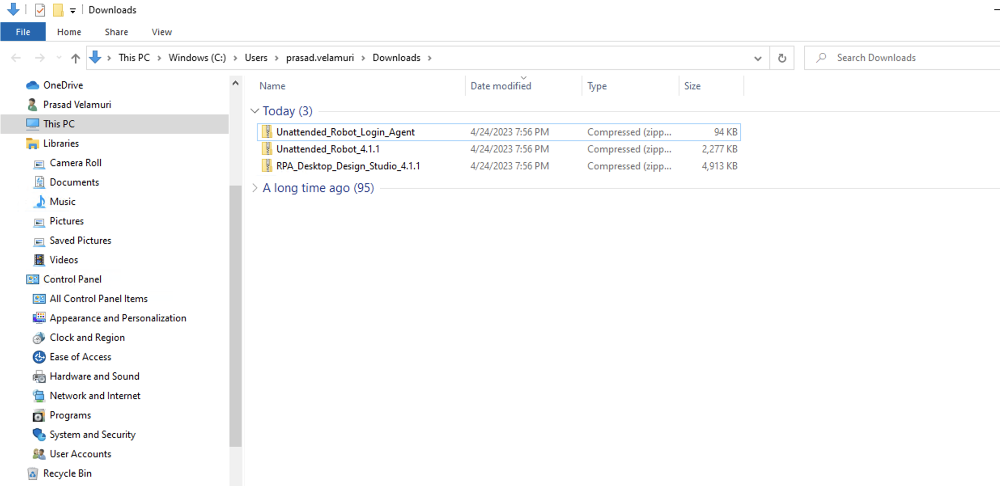 Downloads
File Home Share View
This PC Windows (C:) Users prasad.velamuri Downloads Search Downloads
OneDrive
Prasad Velamuri
This PC
Libraries
Camera Roll
Documents
Music
Pictures
Saved Pictures
Videos
Control Panel
All Control Panel Items
Appearance and Personalization
Clock and Region
Ease of Access
Hardware and Sound
Network and Internet
Programs
System and Security
User Accounts
Recycle Bin
Name Date modified Type Size
Today (3)
Unattended_Robot_Login_Agent 4/24/2023 7:56 PM Compressed (zipp... 94 KB
Unattended_Robot_4.1.1 4/24/2023 7:56 PM Compressed (zipp... 2,277 KB
RPA_Desktop_Design_Studio_4.1.1 4/24/2023 7:56 PM Compressed (zipp... 4,913 KB
A long time ago (95)